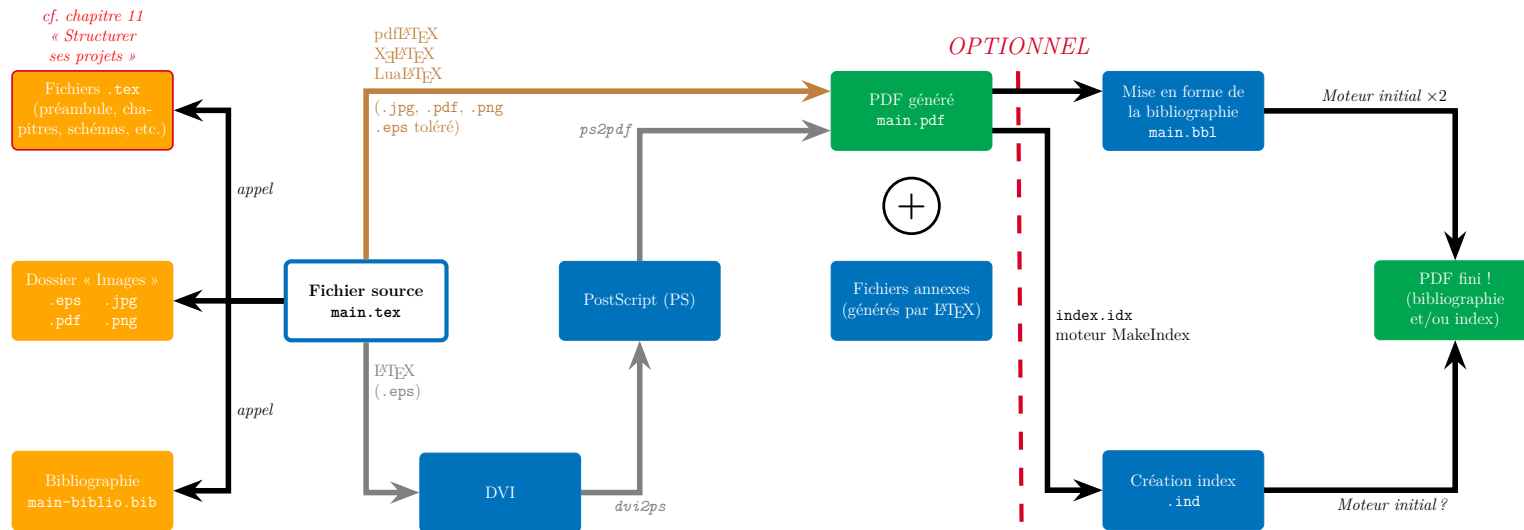 cf. chapitre 11
« Structurer
ses projets »
Fichiers .tex
(préambule, cha-
pitres, schémas, etc.)
appel
Dossier « Images »
.eps .jpg
.pdf .png
appel
Bibliographie
main-biblio.bib
Fichier source
main.tex
pdfLATEX
XƎLATEX
LuaLATEX
(.jpg, .pdf, .png
.eps toléré)
LATEX
(.eps)
DVI
dvi2ps
PostScript (PS)
ps2pdf
PDF généré
main.pdf
+
Fichiers annexes
(générés par LATEX)
OPTIONNEL
index.idx
moteur MakeIndex
Mise en forme de
la bibliographie
main.bbl
Moteur initial ×2
Création index
.ind
Moteur initial ?
PDF fini !
(bibliographie
et/ou index)